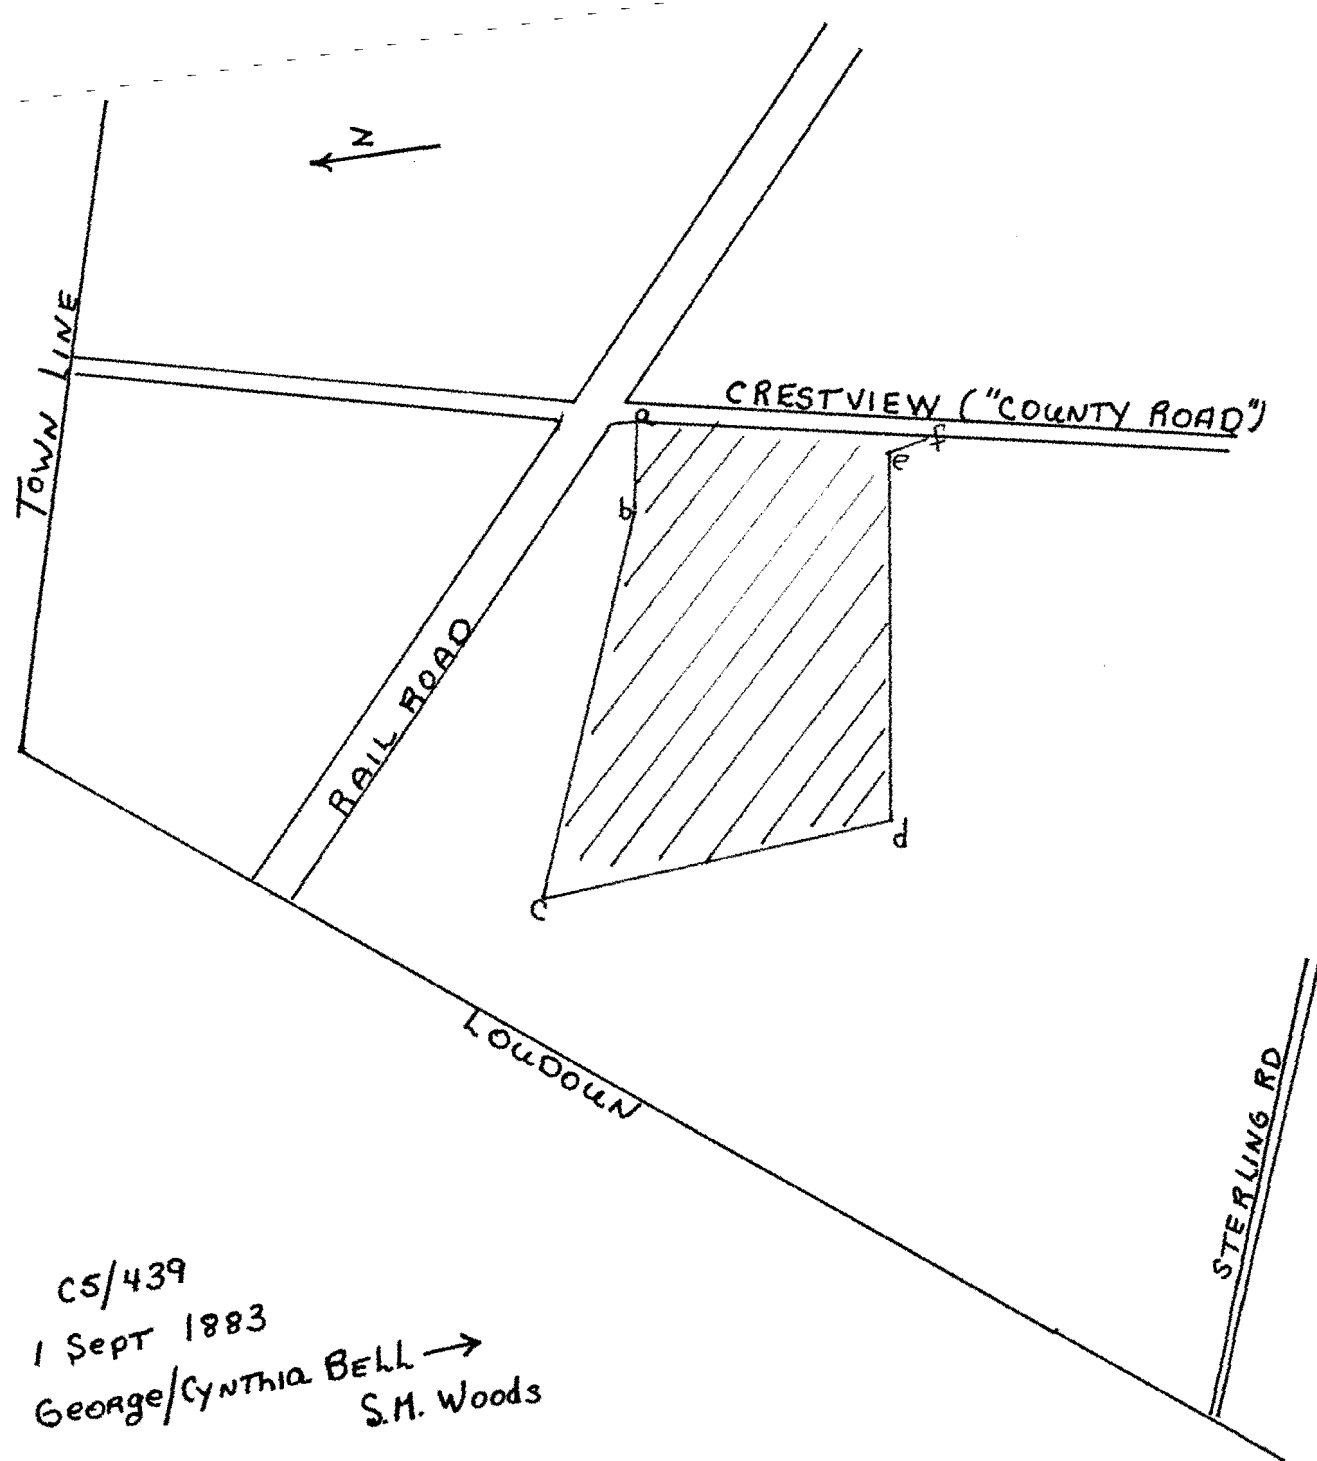 N
TOWN LINE
CRESTVIEW ("COUNTY ROAD")
a
f
e
b
RAIL ROAD
d
c
LOUDOUN
STERLING RD
C5/439
1 Sept 1883
George/Cynthia BELL →
S.M. Woods